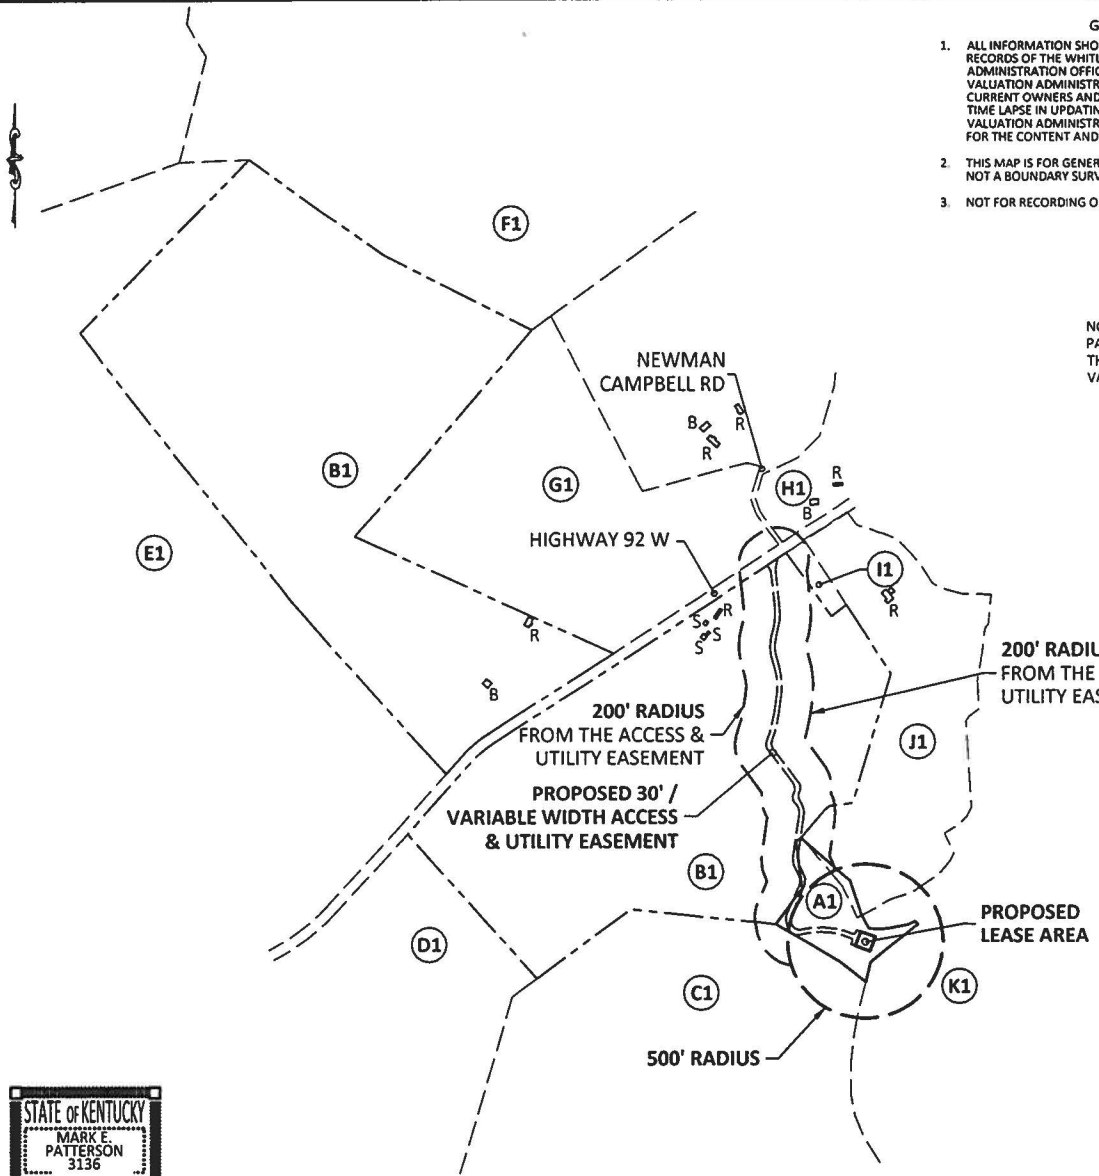 G
1. ALL INFORMATION SHO
RECORDS OF THE WHITL
ADMINISTRATION OFFIC
VALUATION ADMINISTR
CURRENT OWNERS AND
TIME LAPSE IN UPDATIN
VALUATION ADMINISTR
FOR THE CONTENT AND
2. THIS MAP IS FOR GENER
NOT A BOUNDARY SURV
3. NOT FOR RECORDING O
F1
NO
PA
TH
VA
NEWMAN
CAMPBELL RD
B
R
R
B1
G1
H1
R
B
E1
HIGHWAY 92 W
I1
R
R
S
S
S
R
B
200' RADIU
FROM THE
UTILITY EAS
200' RADIUS
FROM THE ACCESS &
UTILITY EASEMENT
J1
PROPOSED 30' /
VARIABLE WIDTH ACCESS
& UTILITY EASEMENT
B1
A1
PROPOSED
LEASE AREA
D1
C1
K1
500' RADIUS
STATE OF KENTUCKY
MARK E.
PATTERSON
3136